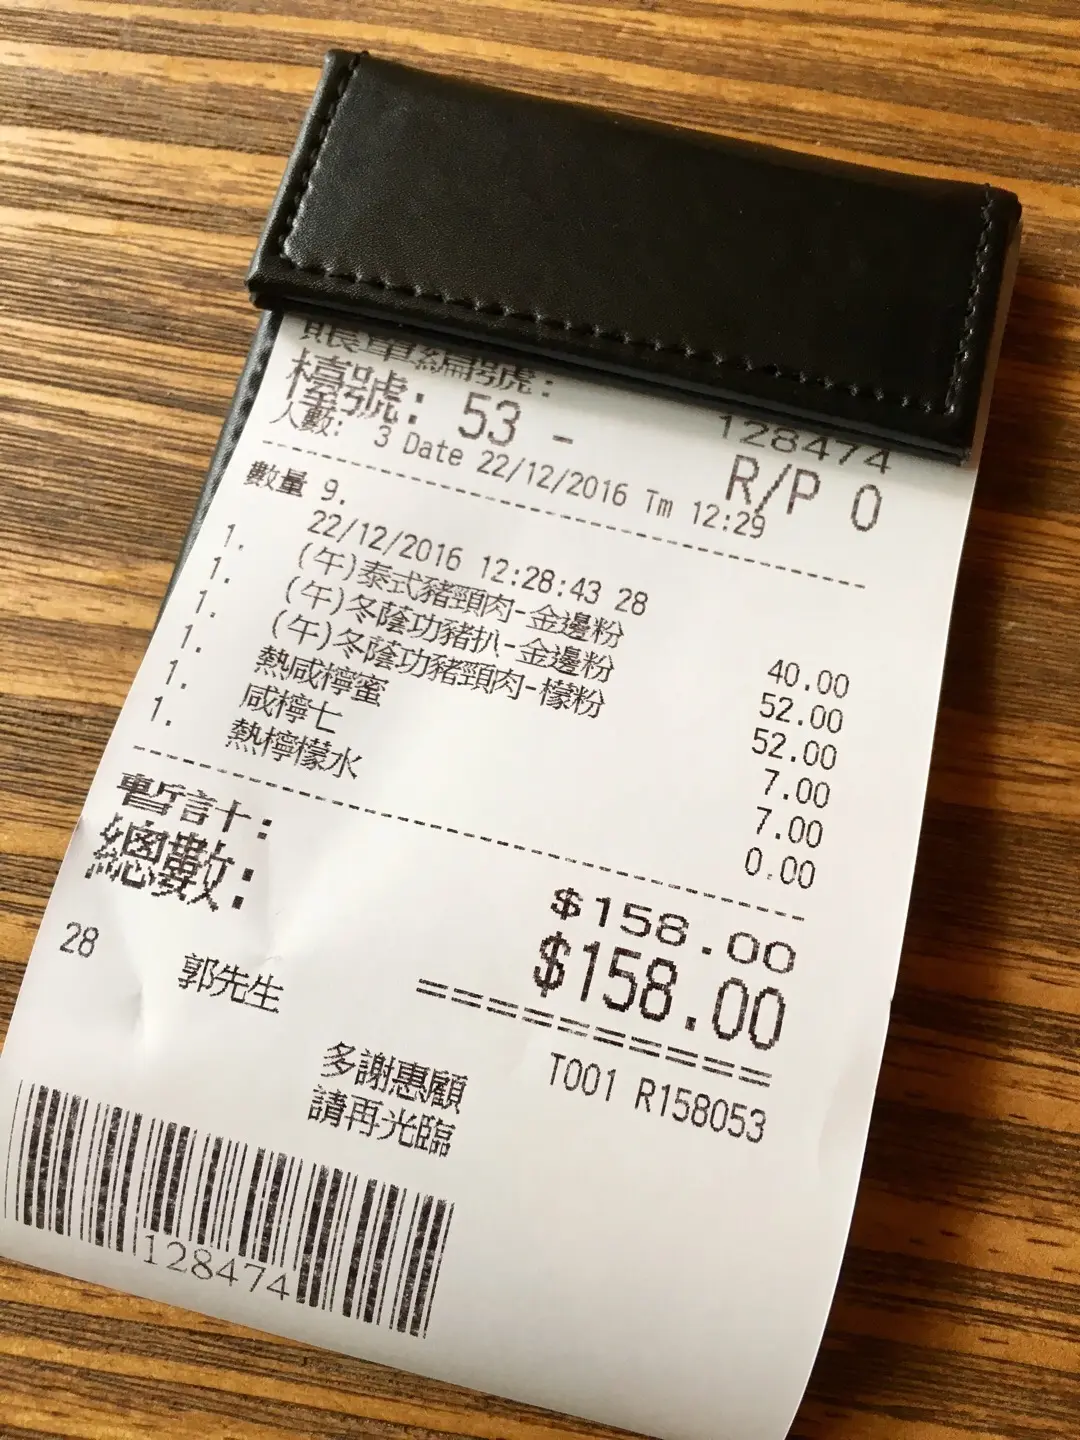 賬單編號: 128474
檯號: 53 - R/P 0
人數: 3 Date 22/12/2016 Tm 12:29
數量 9.
22/12/2016 12:28:43 28
1. (午)泰式豬頸肉-金邊粉 40.00
1. (午)冬蔭功豬扒-金邊粉 52.00
1. (午)冬蔭功豬頸肉-檬粉 52.00
1. 熱咸檸蜜 7.00
1. 咸檸七 7.00
1. 熱檸檬水 0.00
暫計: $158.00
總數: $158.00
==========
28 郭先生 T001 R158053
多謝惠顧
請再光臨
128474